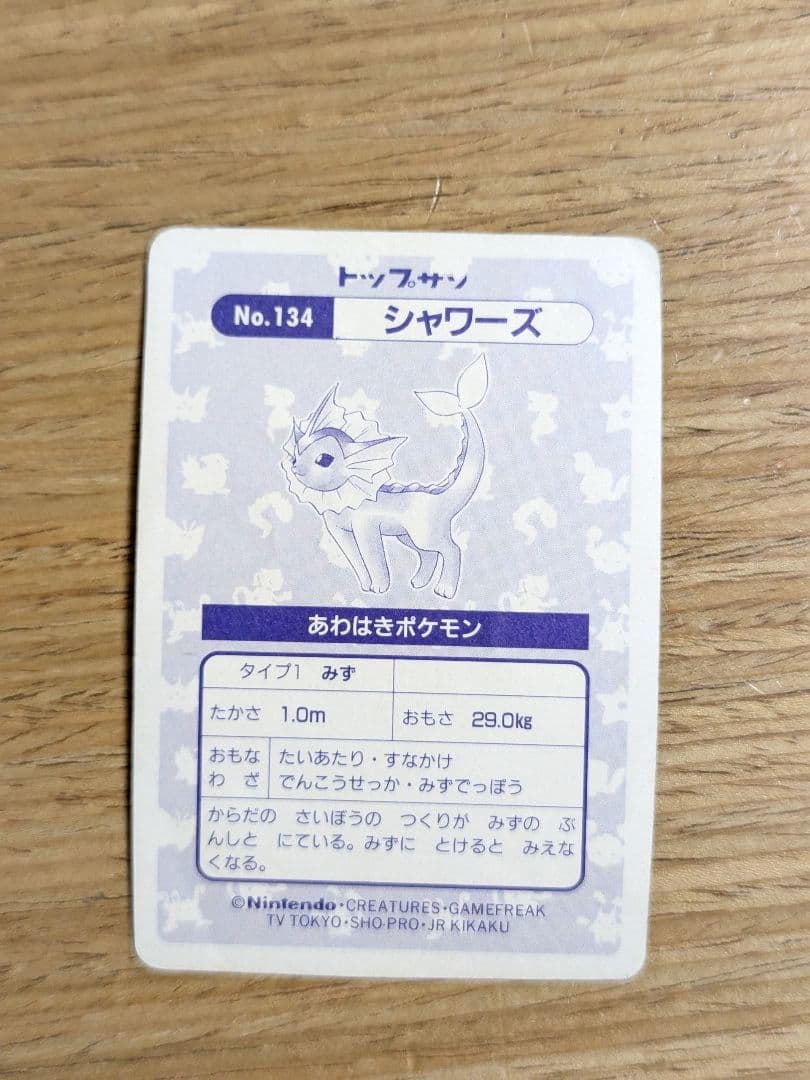 トップサン
No.134 シャワーズ
あわはきポケモン
タイプ1 みず
たかさ 1.0m おもさ 29.0kg
おもな たいあたり・すなかけ
わ ざ でんこうせっか・みずでっぽう
からだの さいぼうの つくりが みずの ぶ
んしと にている。みずに とけると みえな
くなる。
©Nintendo・CREATURES・GAMEFREAK
TV TOKYO・SHO-PRO・JR KIKAKU